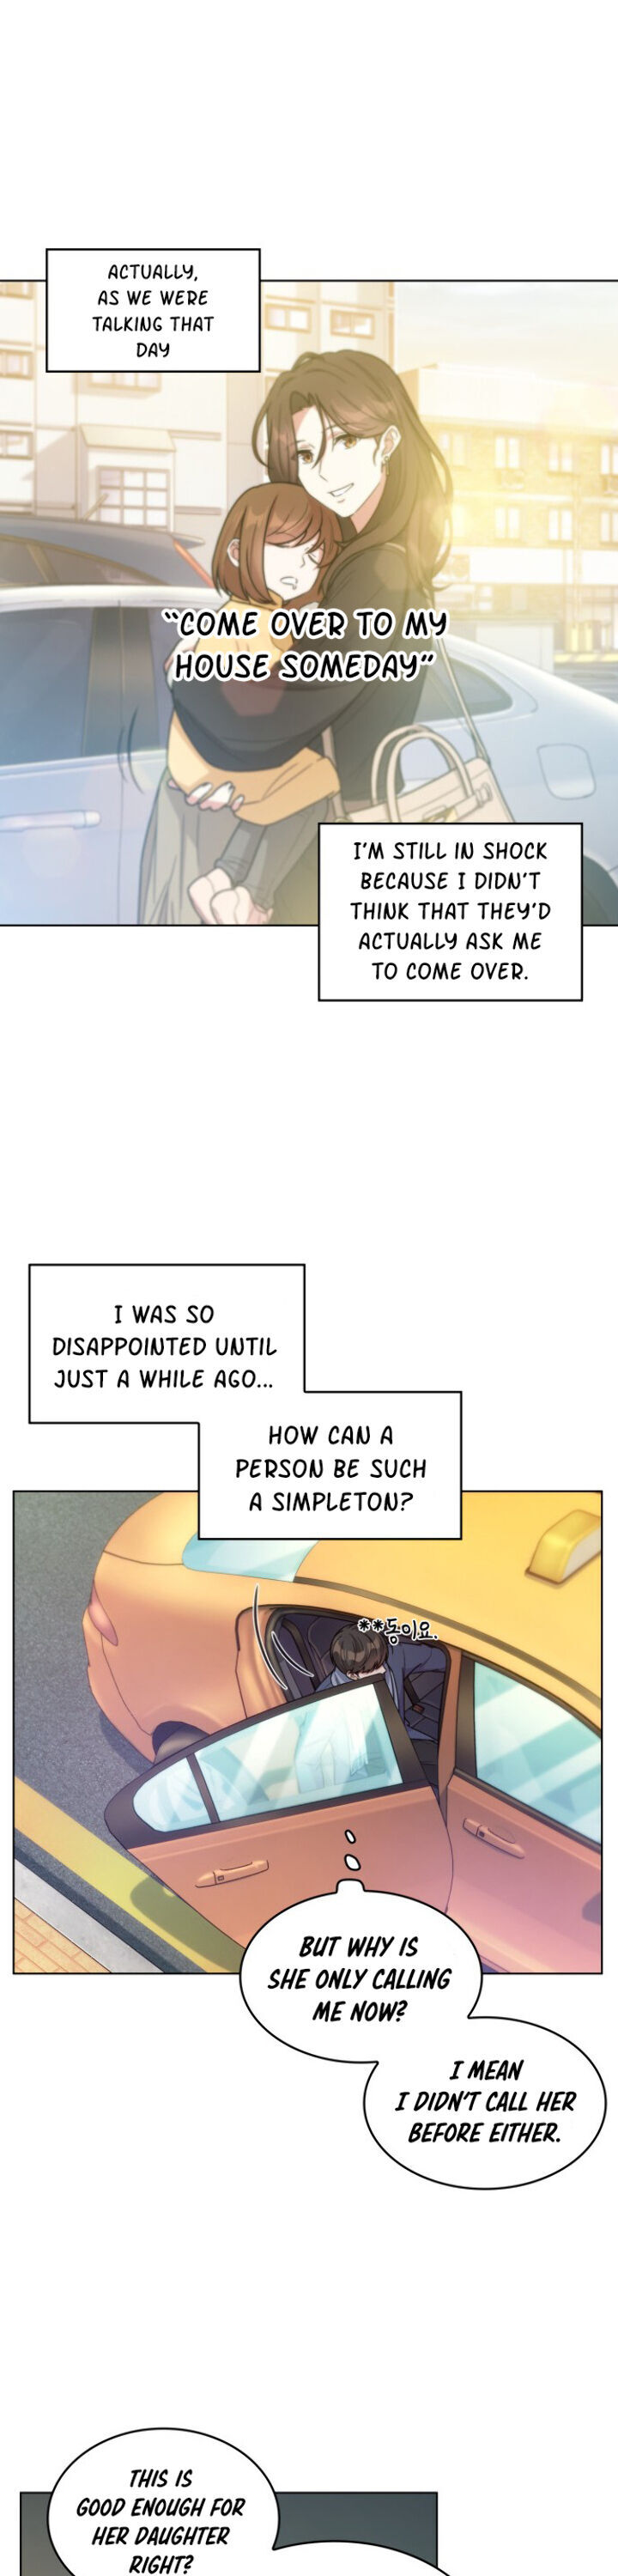 ACTUALLY,
AS WE WERE
TALKING THAT
DAY
"COME OVER TO MY
HOUSE SOMEDAY"
I'M STILL IN SHOCK
BECAUSE I DIDN'T
THINK THAT THEY'D
ACTUALLY ASK ME
TO COME OVER.
I WAS SO
DISAPPOINTED UNTIL
JUST A WHILE AGO...
HOW CAN A
PERSON BE SUCH
A SIMPLETON?
**동이요.
BUT WHY IS
SHE ONLY CALLING
ME NOW?
I MEAN
I DIDN'T CALL HER
BEFORE EITHER.
THIS IS
GOOD ENOUGH FOR
HER DAUGHTER
RIGHT?